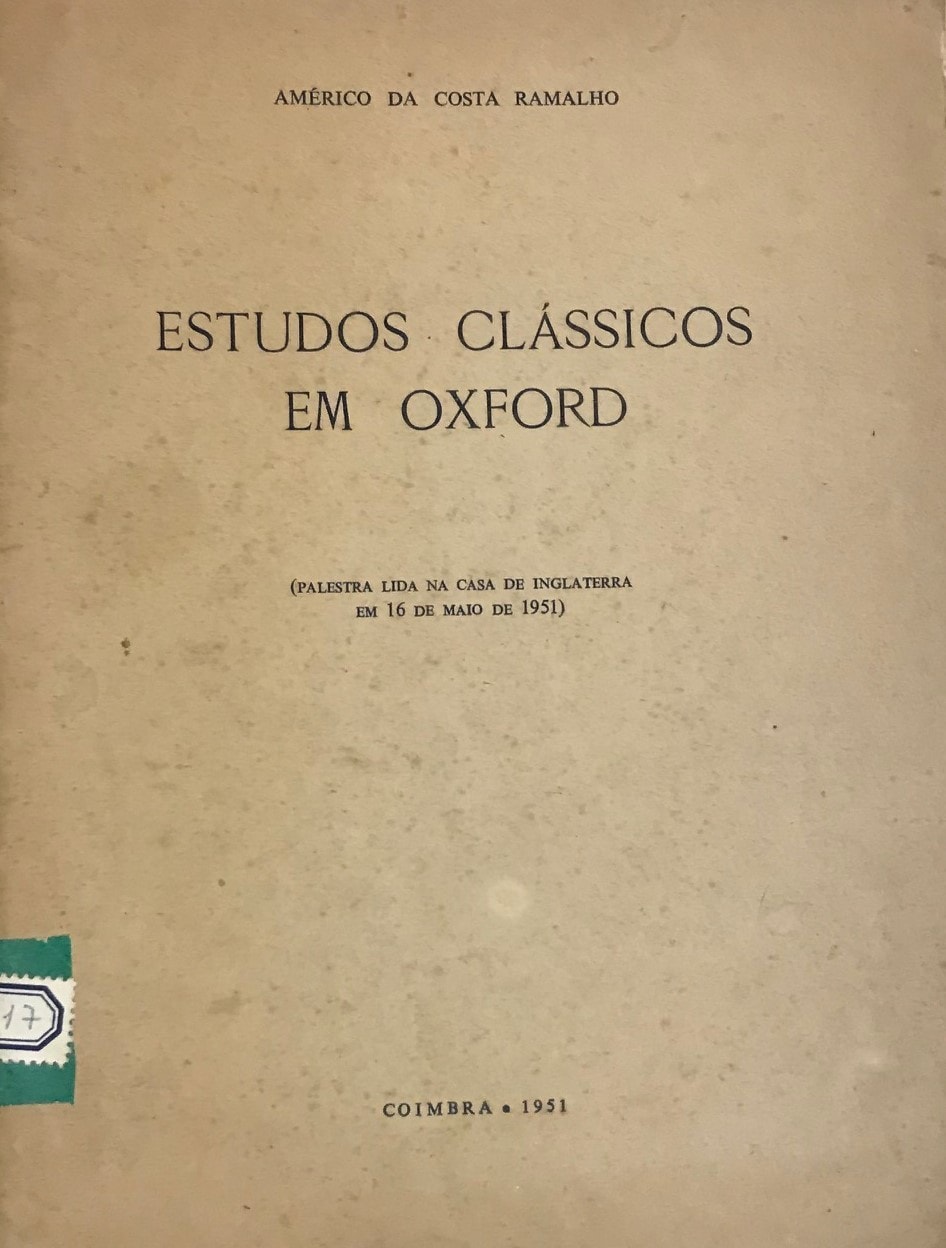 AMÉRICO DA COSTA RAMALHO
ESTUDOS CLÁSSICOS
EM OXFORD
(PALESTRA LIDA NA CASA DE INGLATERRA
EM 16 DE MAIO DE 1951)
17
COIMBRA • 1951